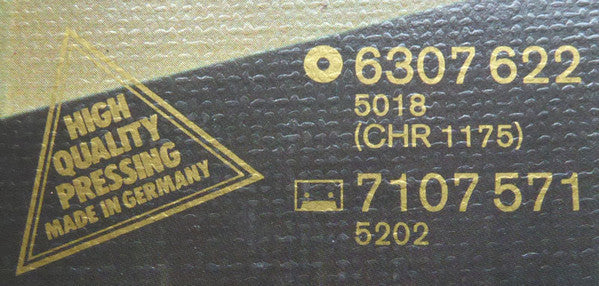 HIGH
QUALITY
PRESSING
MADE IN GERMANY
6307 622
5018
(CHR 1175)
7107 571
5202